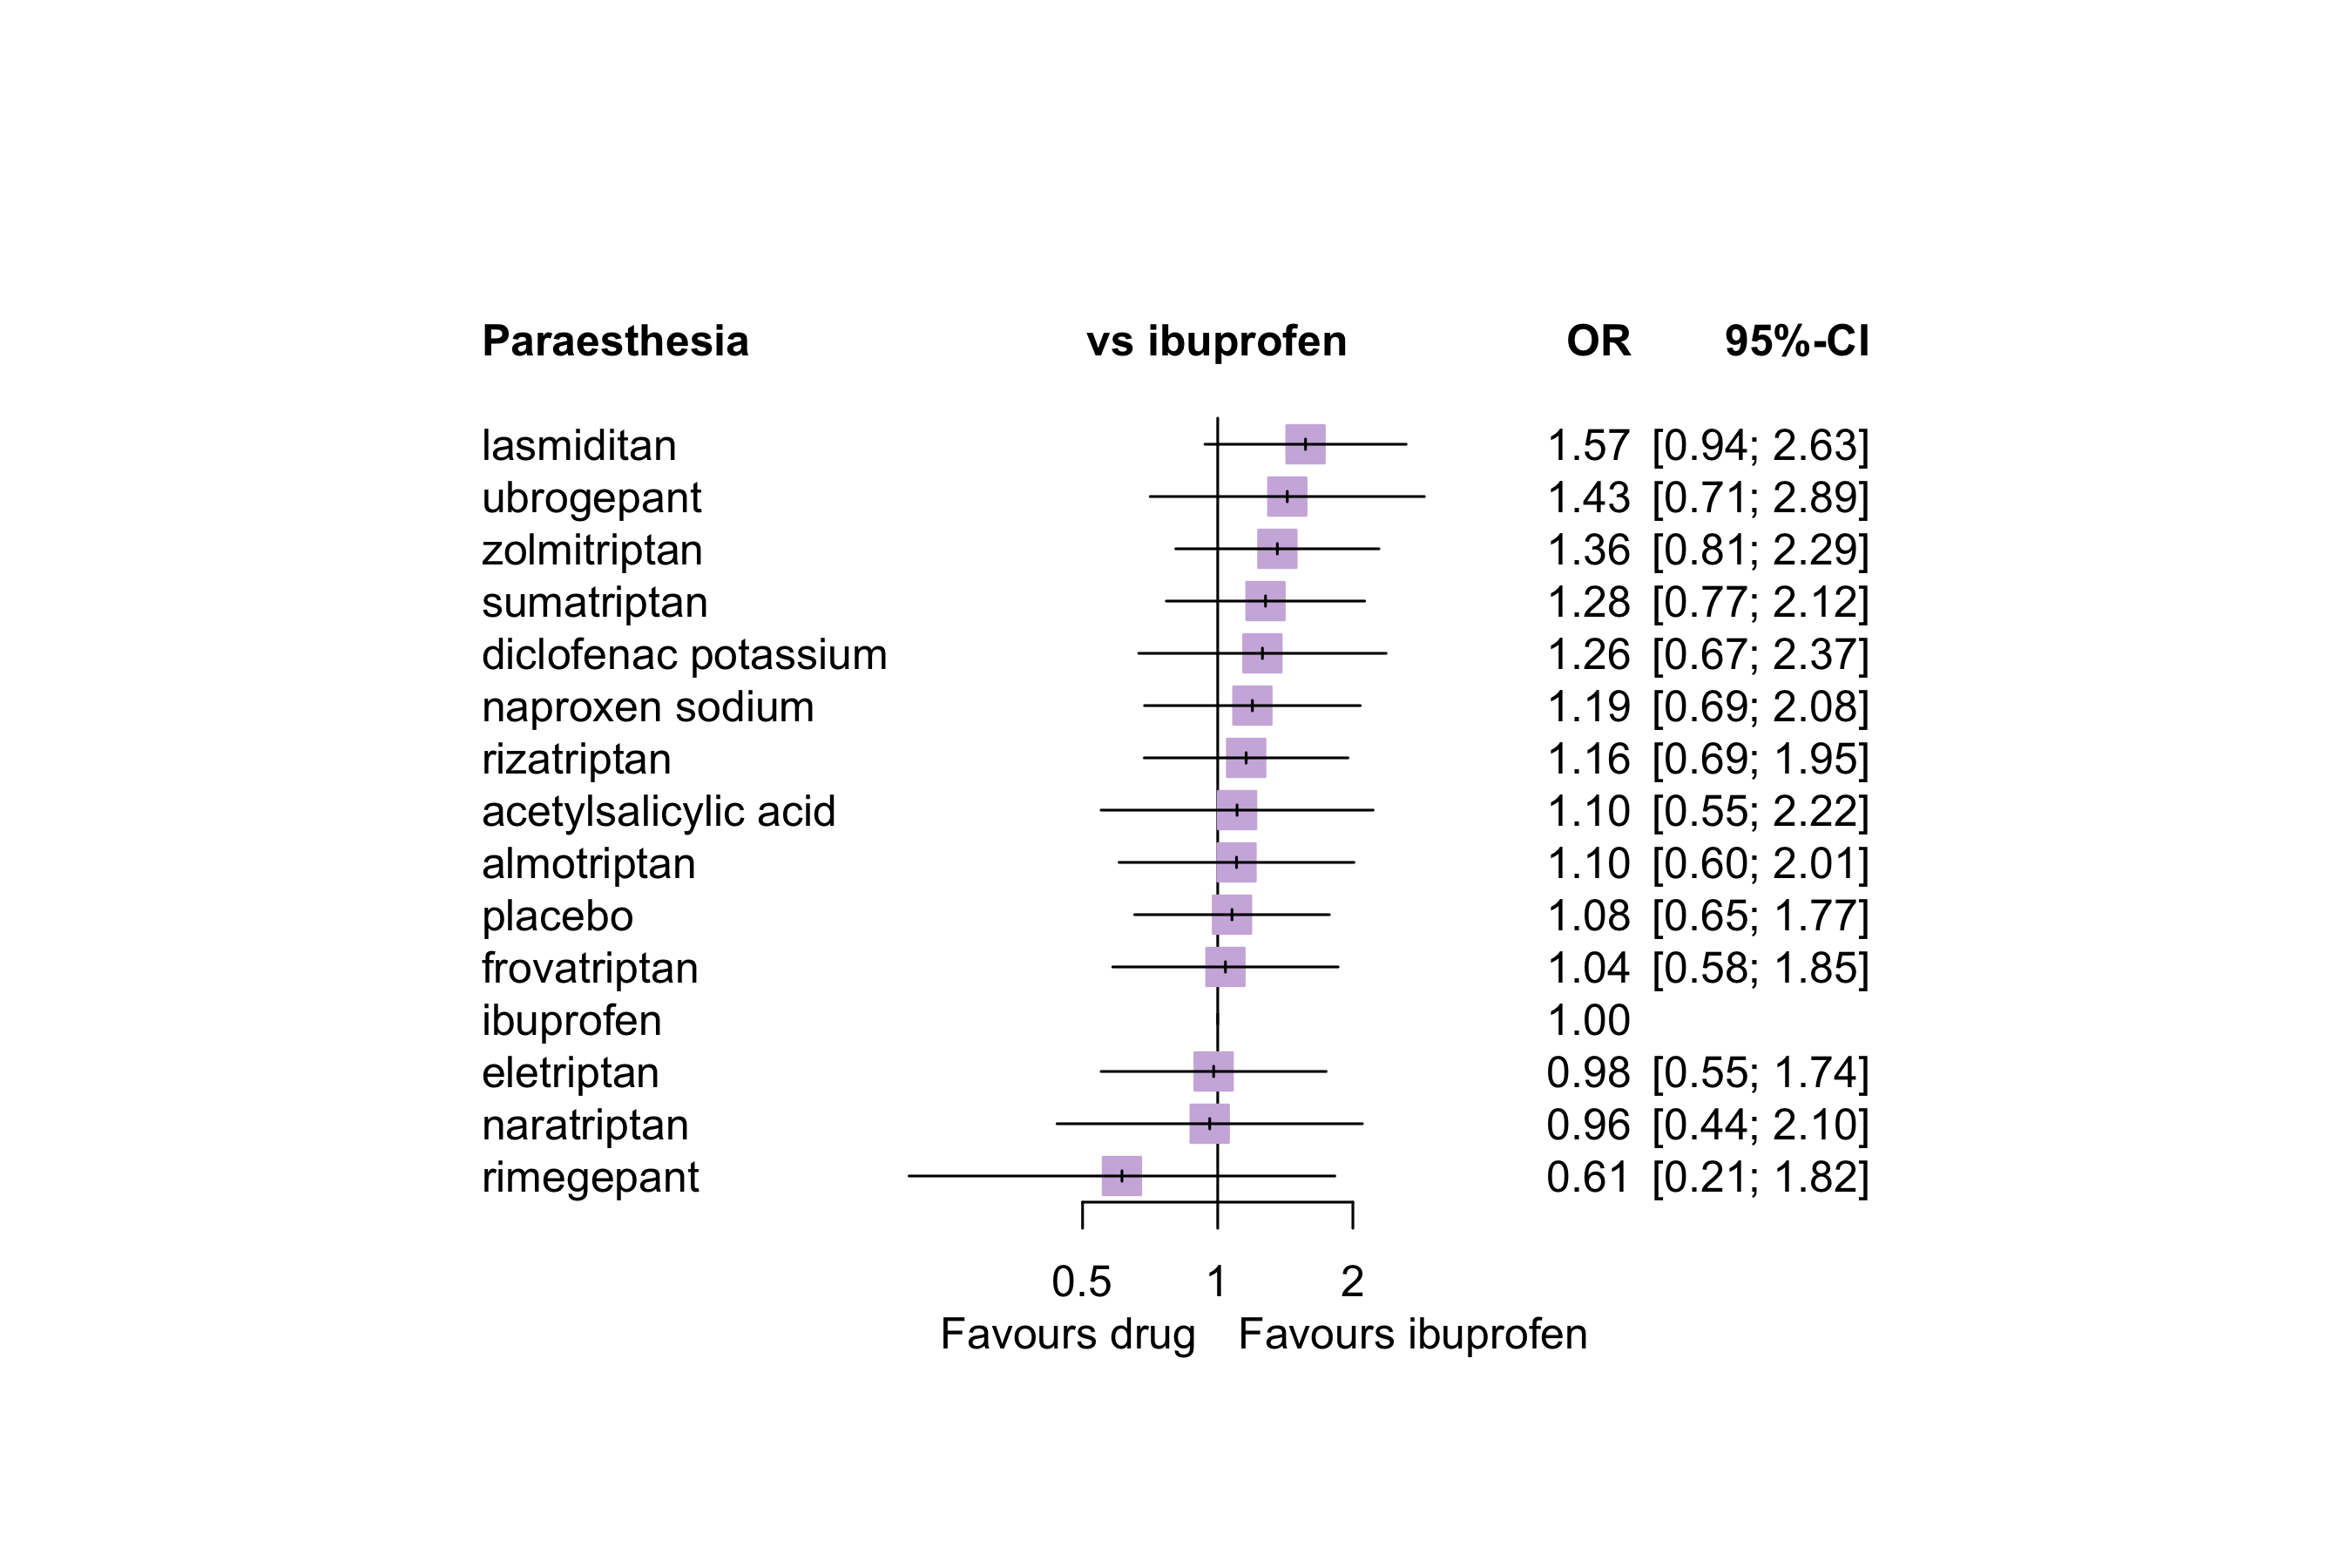 Paraesthesia vs ibuprofen OR 95%-CI
lasmiditan 1.57 [0.94; 2.63]
ubrogepant 1.43 [0.71; 2.89]
zolmitriptan 1.36 [0.81; 2.29]
sumatriptan 1.28 [0.77; 2.12]
diclofenac potassium 1.26 [0.67; 2.37]
naproxen sodium 1.19 [0.69; 2.08]
rizatriptan 1.16 [0.69; 1.95]
acetylsalicylic acid 1.10 [0.55; 2.22]
almotriptan 1.10 [0.60; 2.01]
placebo 1.08 [0.65; 1.77]
frovatriptan 1.04 [0.58; 1.85]
ibuprofen 1.00
eletriptan 0.98 [0.55; 1.74]
naratriptan 0.96 [0.44; 2.10]
rimegepant 0.61 [0.21; 1.82]
0.5 1 2
Favours drug Favours ibuprofen